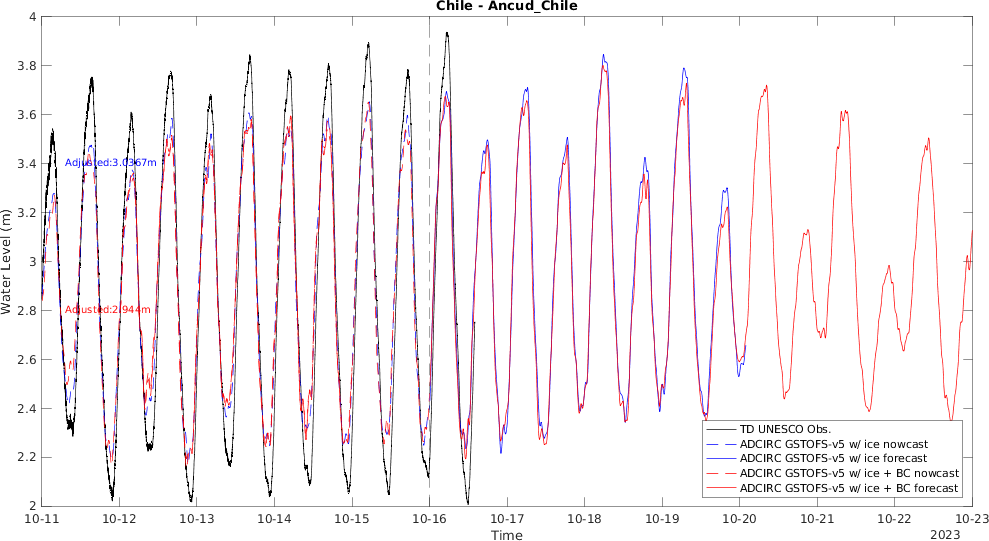 Chile - Ancud_Chile
4
3.8
3.6
3.4
3.2
3
2.8
2.6
2.4
2.2
2
Water Level (m)
Adjusted:3.0367m
Adjusted:2.944m
TD UNESCO Obs.
ADCIRC GSTOFS-v5 w/ ice nowcast
ADCIRC GSTOFS-v5 w/ ice forecast
ADCIRC GSTOFS-v5 w/ ice + BC nowcast
ADCIRC GSTOFS-v5 w/ ice + BC forecast
10-11 10-12 10-13 10-14 10-15 10-16 10-17 10-18 10-19 10-20 10-21 10-22 10-23
Time
2023